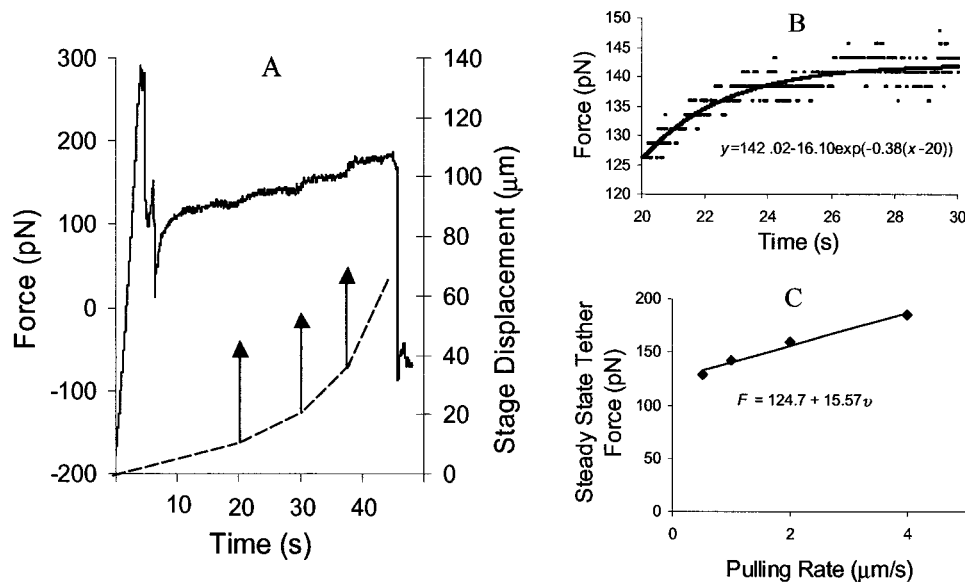 A
Force (pN)
300
200
100
0
-100
-200
Stage Displacement (μm)
140
120
100
80
60
40
20
0
10 20 30 40
Time (s)
B
Force (pN)
150
145
140
135
130
125
120
y=142 .02-16.10exp(-0.38(x-20))
20 22 24 26 28 30
Time (s)
C
Steady State Tether
Force (pN)
200
150
100
50
0
F = 124.7 + 15.57υ
0 2 4
Pulling Rate (μm/s)